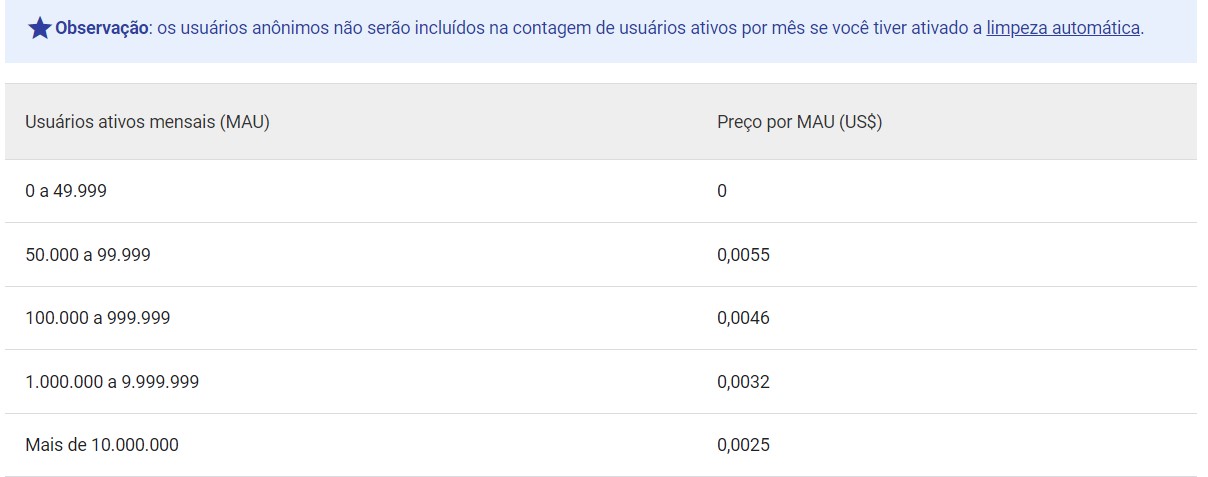 Observação: os usuários anônimos não serão incluídos na contagem de usuários ativos por mês se você tiver ativado a limpeza automática.
Usuários ativos mensais (MAU) Preço por MAU (US$)
0 a 49.999 0
50.000 a 99.999 0,0055
100.000 a 999.999 0,0046
1.000.000 a 9.999.999 0,0032
Mais de 10.000.000 0,0025